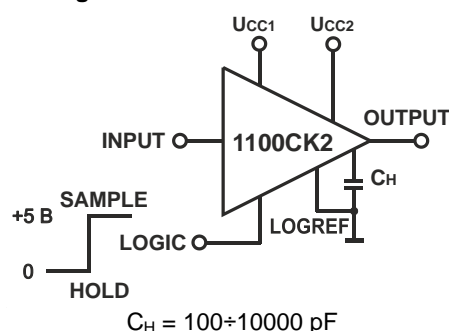 UCC1 UCC2
OUTPUT
INPUT 1100CK2
CH
SAMPLE
+5 B
LOGREF
LOGIC
0
HOLD
CH = 100÷10000 pF